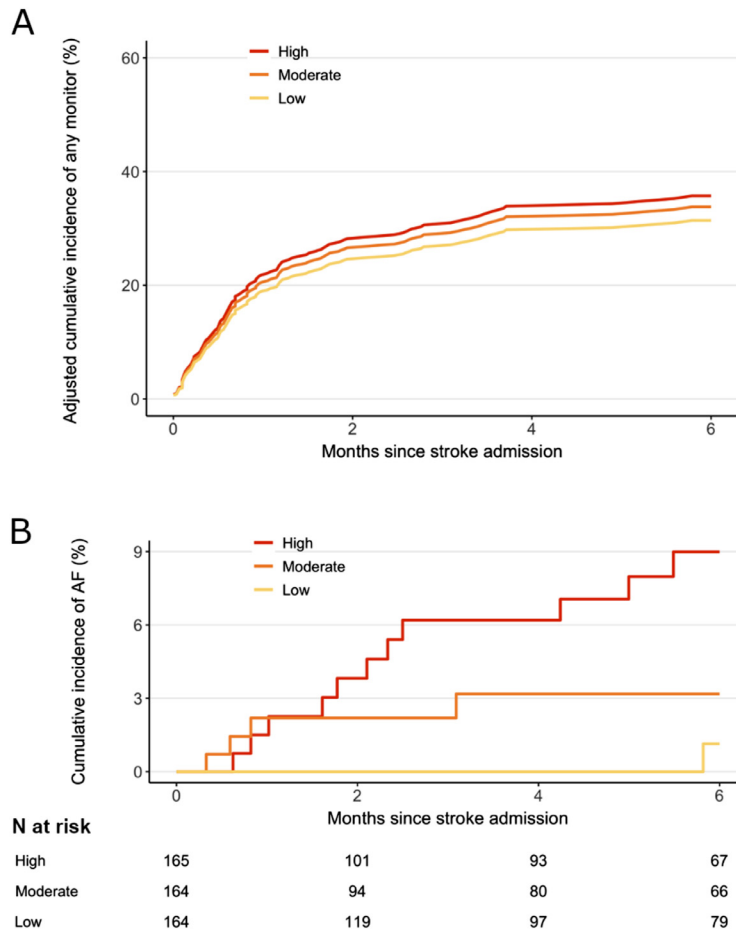 A
Adjusted cumulative incidence of any monitor (%)
High
Moderate
Low
60
40
20
0
0 2 4 6
Months since stroke admission
B
Cumulative incidence of AF (%)
High
Moderate
Low
9
6
3
0
0 2 4 6
Months since stroke admission
N at risk
High 165 101 93 67
Moderate 164 94 80 66
Low 164 119 97 79